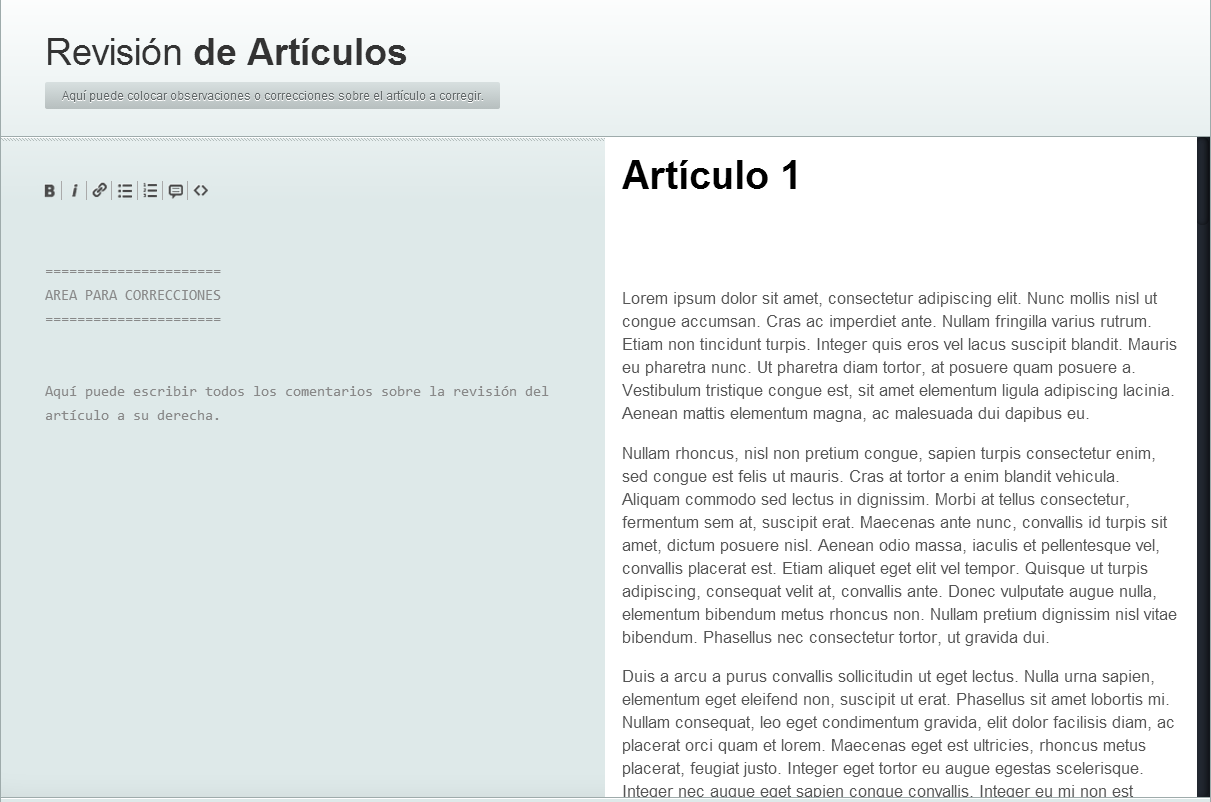 Revisión de Artículos
Aquí puede colocar observaciones o correcciones sobre el artículo a corregir.
======================
AREA PARA CORRECCIONES
======================
Aquí puede escribir todos los comentarios sobre la revisión del
artículo a su derecha.
Artículo 1
Lorem ipsum dolor sit amet, consectetur adipiscing elit. Nunc mollis nisl ut
congue accumsan. Cras ac imperdiet ante. Nullam fringilla varius rutrum.
Etiam non tincidunt turpis. Integer quis eros vel lacus suscipit blandit. Mauris
eu pharetra nunc. Ut pharetra diam tortor, at posuere quam posuere a.
Vestibulum tristique congue est, sit amet elementum ligula adipiscing lacinia.
Aenean mattis elementum magna, ac malesuada dui dapibus eu.
Nullam rhoncus, nisl non pretium congue, sapien turpis consectetur enim,
sed congue est felis ut mauris. Cras at tortor a enim blandit vehicula.
Aliquam commodo sed lectus in dignissim. Morbi at tellus consectetur,
fermentum sem at, suscipit erat. Maecenas ante nunc, convallis id turpis sit
amet, dictum posuere nisl. Aenean odio massa, iaculis et pellentesque vel,
convallis placerat est. Etiam aliquet eget elit vel tempor. Quisque ut turpis
adipiscing, consequat velit at, convallis ante. Donec vulputate augue nulla,
elementum bibendum metus rhoncus non. Nullam pretium dignissim nisl vitae
bibendum. Phasellus nec consectetur tortor, ut gravida dui.
Duis a arcu a purus convallis sollicitudin ut eget lectus. Nulla urna sapien,
elementum eget eleifend non, suscipit ut erat. Phasellus sit amet lobortis mi.
Nullam consequat, leo eget condimentum gravida, elit dolor facilisis diam, ac
placerat orci quam et lorem. Maecenas eget est ultricies, rhoncus metus
placerat, feugiat justo. Integer eget tortor eu augue egestas scelerisque.
Integer nec augue eget sapien congue convallis. Integer eu mi non est